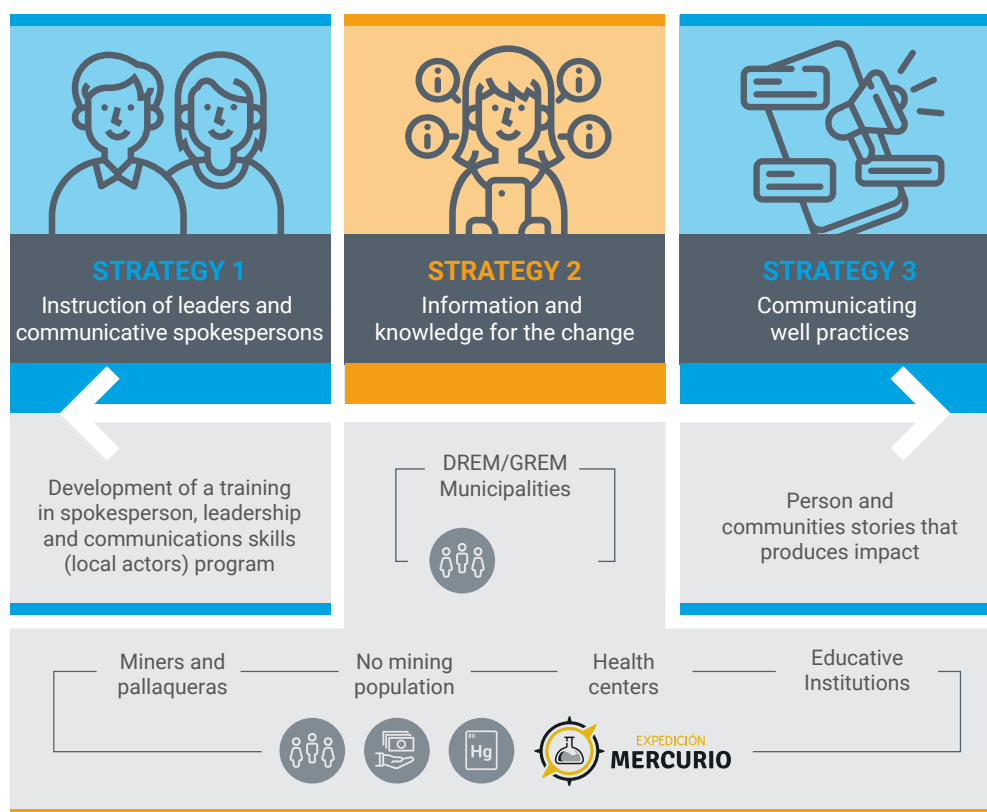 STRATEGY 1
Instruction of leaders and
communicative spokespersons
STRATEGY 2
Information and
knowledge for the change
STRATEGY 3
Communicating
well practices
Development of a training
in spokesperson, leadership
and communications skills
(local actors) program
DREM/GREM
Municipalities
Person and
communities stories that
produces impact
Miners and
pallaqueras
No mining
population
Health
centers
Educative
Institutions
80
Hg
EXPEDICIÓN
MERCURIO